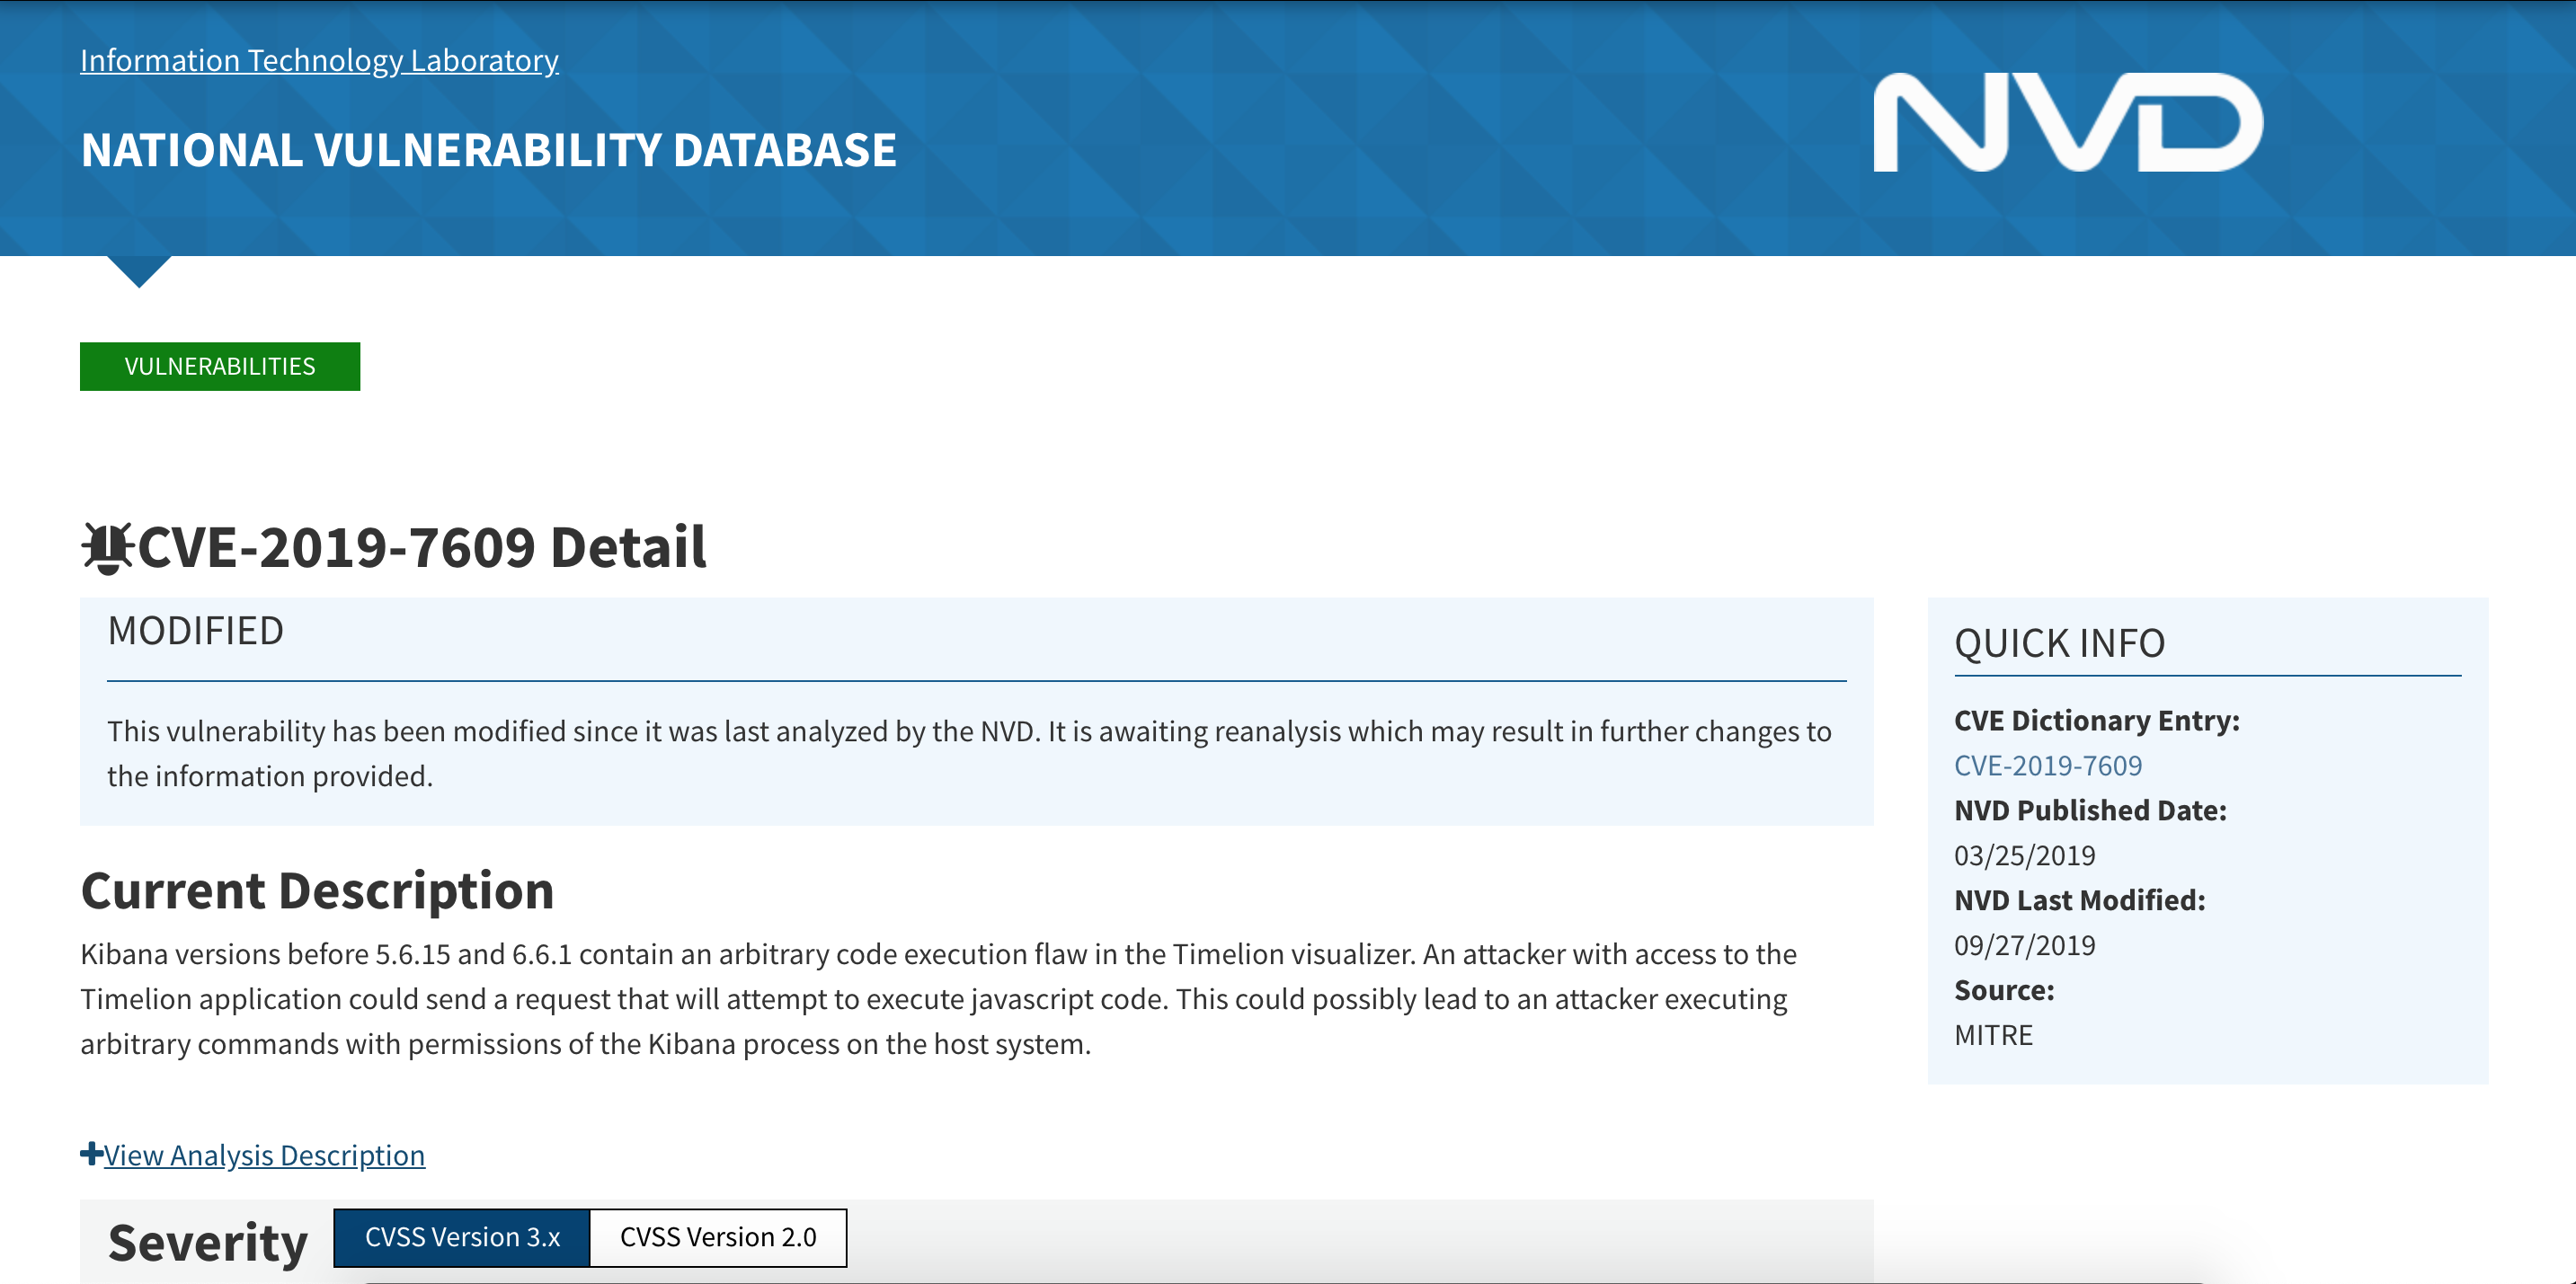 Information Technology Laboratory
NATIONAL VULNERABILITY DATABASE
NVD
VULNERABILITIES
CVE-2019-7609 Detail
MODIFIED
This vulnerability has been modified since it was last analyzed by the NVD. It is awaiting reanalysis which may result in further changes to
the information provided.
Current Description
Kibana versions before 5.6.15 and 6.6.1 contain an arbitrary code execution flaw in the Timelion visualizer. An attacker with access to the
Timelion application could send a request that will attempt to execute javascript code. This could possibly lead to an attacker executing
arbitrary commands with permissions of the Kibana process on the host system.
View Analysis Description
Severity
CVSS Version 3.x
CVSS Version 2.0
QUICK INFO
CVE Dictionary Entry:
CVE-2019-7609
NVD Published Date:
03/25/2019
NVD Last Modified:
09/27/2019
Source:
MITRE